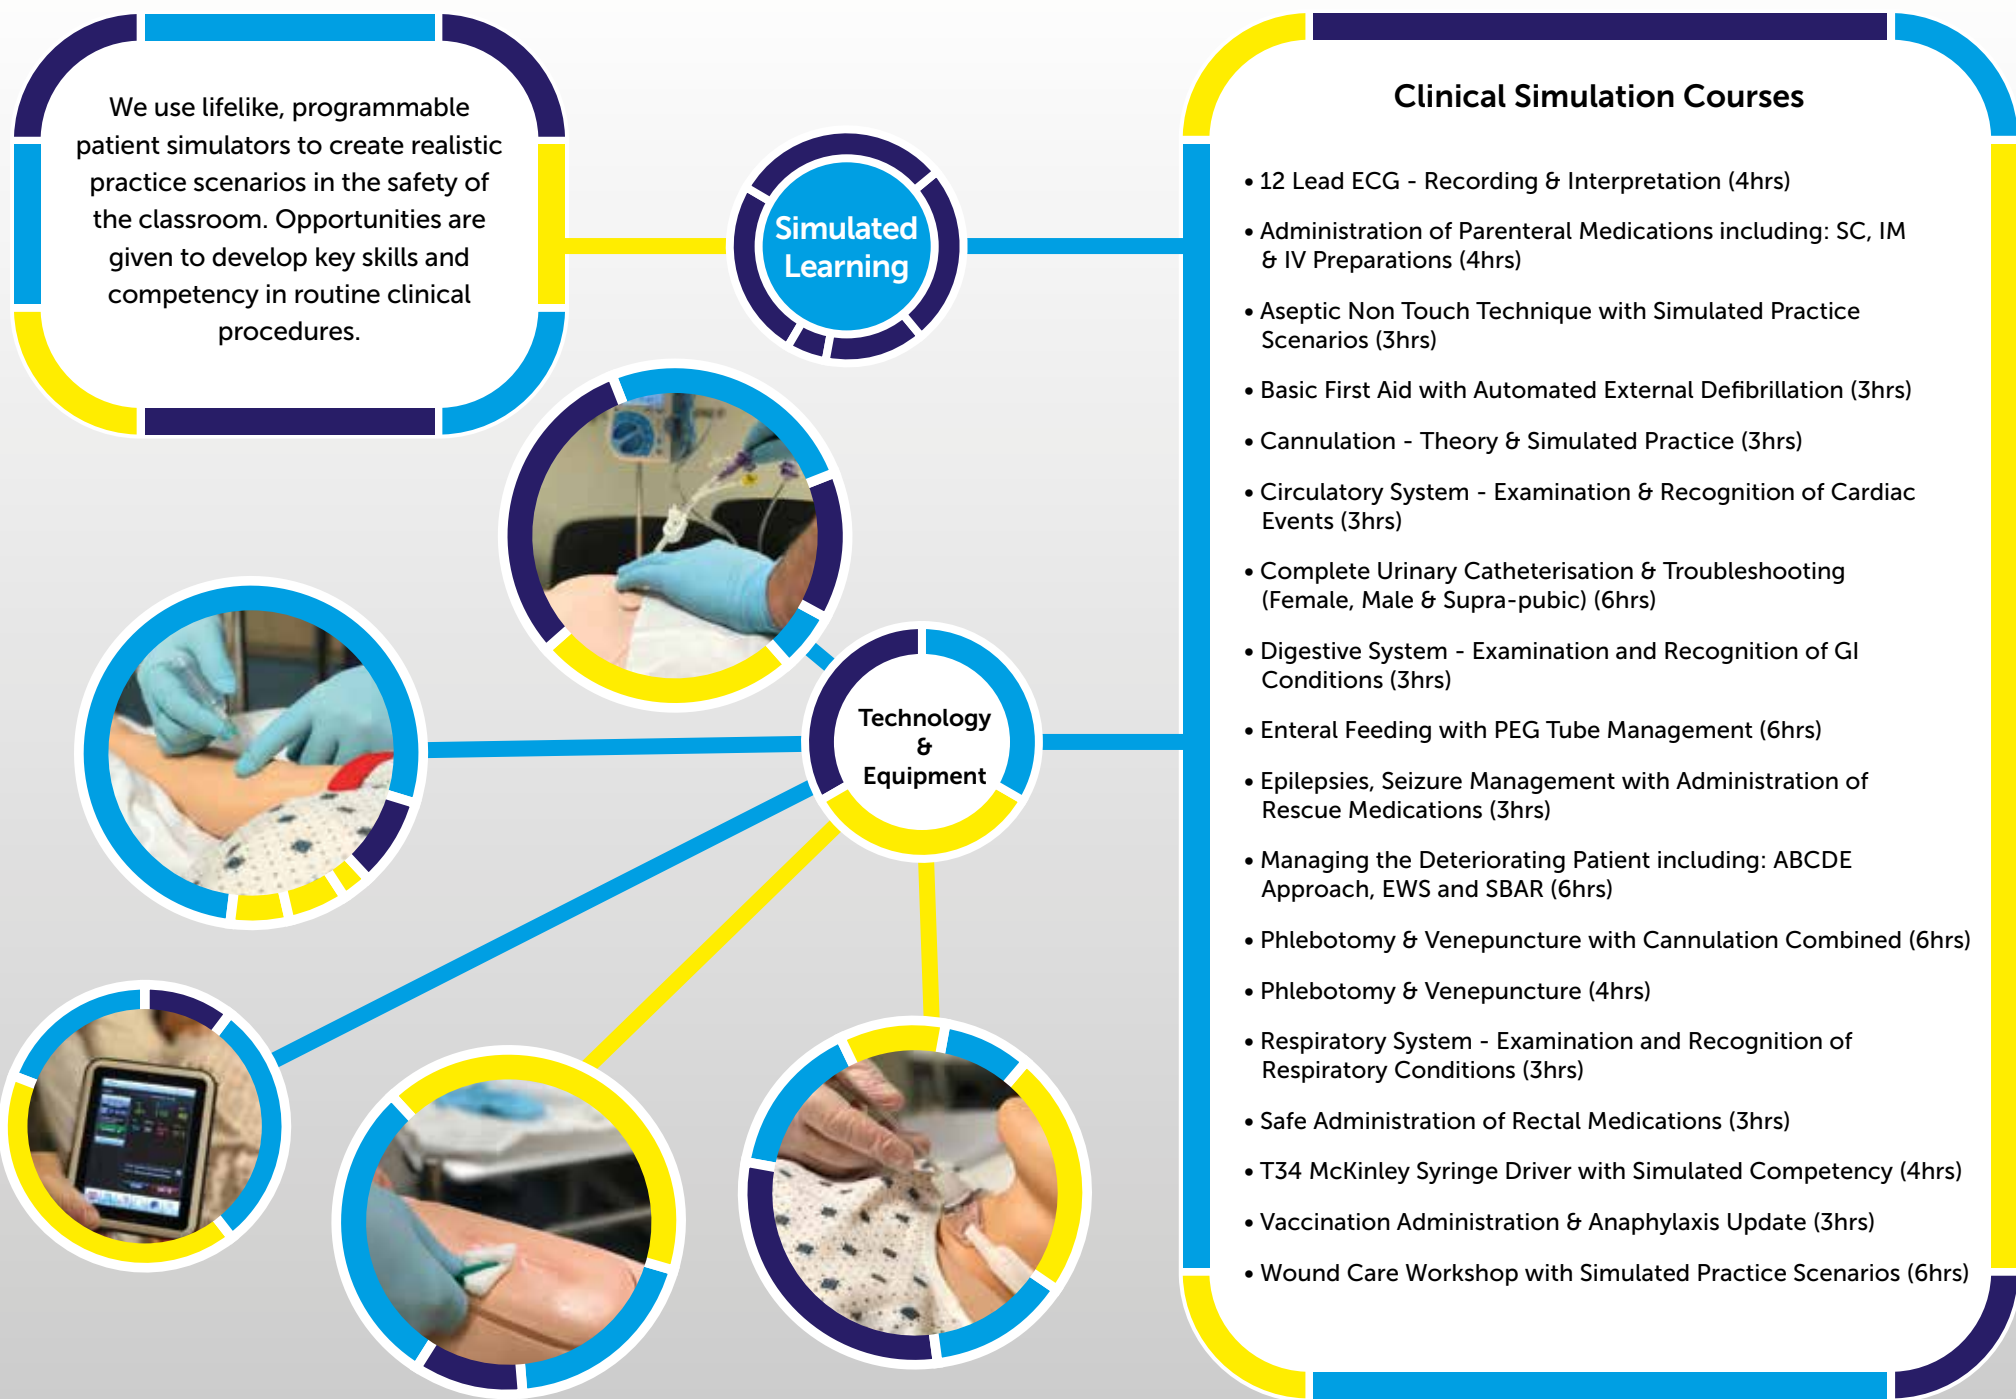 We use lifelike, programmable
patient simulators to create realistic
practice scenarios in the safety of
the classroom. Opportunities are
given to develop key skills and
competency in routine clinical
procedures.
Simulated
Learning
Technology
&
Equipment
Clinical Simulation Courses
• 12 Lead ECG - Recording & Interpretation (4hrs)
• Administration of Parenteral Medications including: SC, IM
& IV Preparations (4hrs)
• Aseptic Non Touch Technique with Simulated Practice
Scenarios (3hrs)
• Basic First Aid with Automated External Defibrillation (3hrs)
• Cannulation - Theory & Simulated Practice (3hrs)
• Circulatory System - Examination & Recognition of Cardiac
Events (3hrs)
• Complete Urinary Catheterisation & Troubleshooting
(Female, Male & Supra-pubic) (6hrs)
• Digestive System - Examination and Recognition of GI
Conditions (3hrs)
• Enteral Feeding with PEG Tube Management (6hrs)
• Epilepsies, Seizure Management with Administration of
Rescue Medications (3hrs)
• Managing the Deteriorating Patient including: ABCDE
Approach, EWS and SBAR (6hrs)
• Phlebotomy & Venepuncture with Cannulation Combined (6hrs)
• Phlebotomy & Venepuncture (4hrs)
• Respiratory System - Examination and Recognition of
Respiratory Conditions (3hrs)
• Safe Administration of Rectal Medications (3hrs)
• T34 McKinley Syringe Driver with Simulated Competency (4hrs)
• Vaccination Administration & Anaphylaxis Update (3hrs)
• Wound Care Workshop with Simulated Practice Scenarios (6hrs)